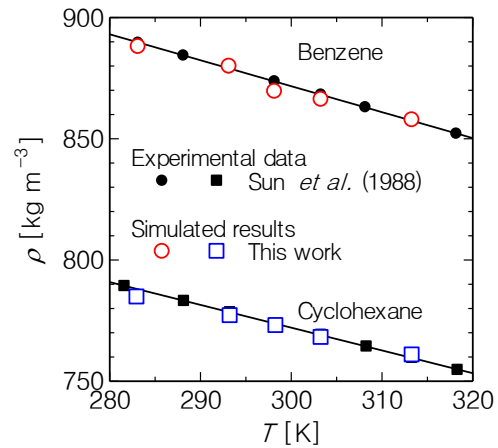 900
Benzene
850
Experimental data
Sun et al. (1988)
ρ [kg m⁻³]
Simulated results
This work
800
Cyclohexane
750
280 290 300 310 320
T [K]